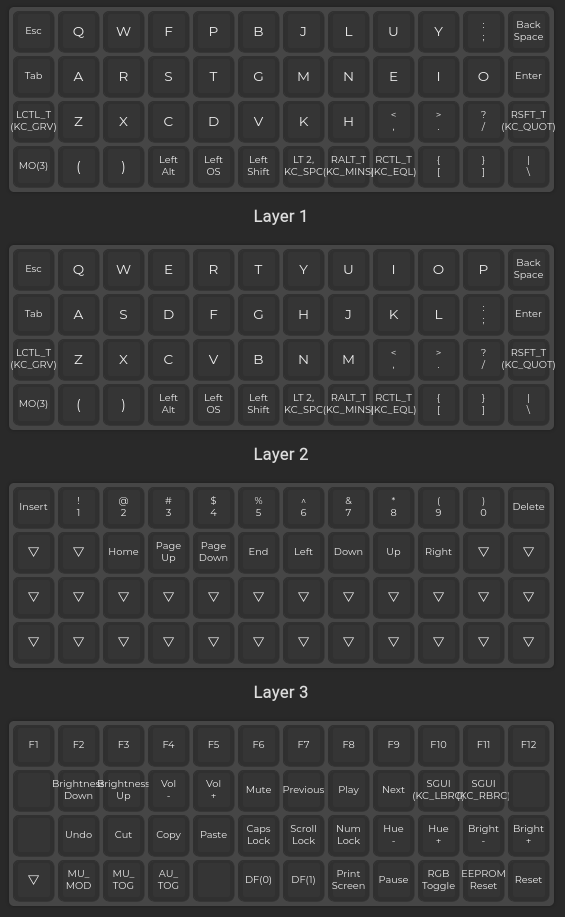 Esc Q W F P B J L U Y : ; Back Space
Tab A R S T G M N E I O Enter
LCTL_T (KC_GRV) Z X C D V K H < , > . ? / RSFT_T (KC_QUOT)
MO(3) ( ) Left Alt Left OS Left Shift LT 2, KC_SPC( RALT_T KC_MINS) RCTL_T (KC_EQL) { [ } ] | \
Layer 1
Esc Q W E R T Y U I O P Back Space
Tab A S D F G H J K L : ; Enter
LCTL_T (KC_GRV) Z X C V B N M < , > . ? / RSFT_T (KC_QUOT)
MO(3) ( ) Left Alt Left OS Left Shift LT 2, KC_SPC( RALT_T KC_MINS) RCTL_T (KC_EQL) { [ } ] | \
Layer 2
Insert ! 1 @ 2 # 3 $ 4 % 5 ^ 6 & 7 * 8 ( 9 ) 0 Delete
▽ ▽ Home Page Up Page Down End Left Down Up Right ▽ ▽
▽ ▽ ▽ ▽ ▽ ▽ ▽ ▽ ▽ ▽ ▽ ▽
▽ ▽ ▽ ▽ ▽ ▽ ▽ ▽ ▽ ▽ ▽ ▽
Layer 3
F1 F2 F3 F4 F5 F6 F7 F8 F9 F10 F11 F12
Brightness Down Brightness Up Vol - Vol + Mute Previous Play Next SGUI (KC_LBRC) SGUI (KC_RBRC)
Undo Cut Copy Paste Caps Lock Scroll Lock Num Lock Hue - Hue + Bright - Bright +
▽ MU_ MOD MU_ TOG AU_ TOG DF(0) DF(1) Print Screen Pause RGB Toggle EEPROM Reset Reset